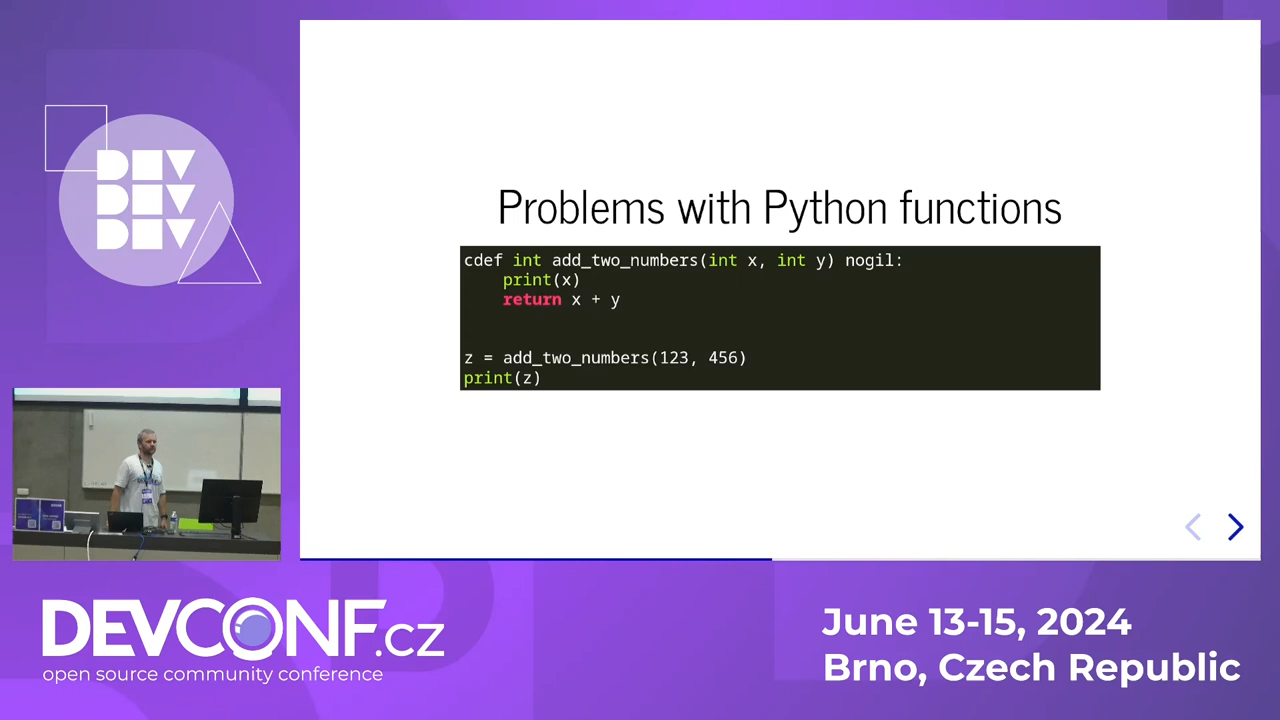 DEV
DEV
DEV
Problems with Python functions
cdef int add_two_numbers(int x, int y) nogil:
    print(x)
    return x + y
z = add_two_numbers(123, 456)
print(z)
DEVCONF.cz
open source community conference
June 13-15, 2024
Brno, Czech Republic